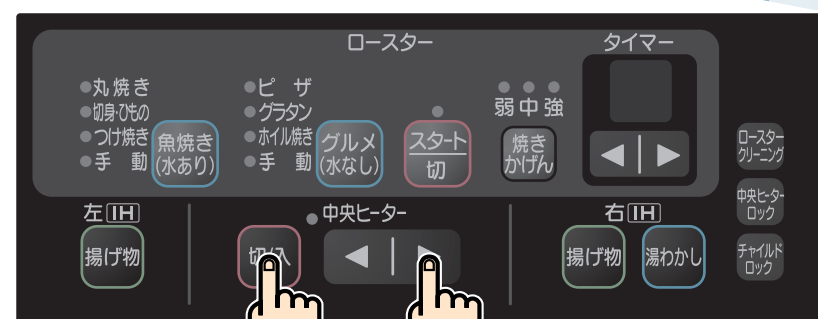 ロースター
タイマー
丸焼き
切身・ひもの
つけ焼き
手動
魚焼き
(水あり)
ピザ
グラタン
ホイル焼き
手動
グルメ
(水なし)
スタート
切
弱 中 強
焼き
かげん
◀ | ▶
ロースター
クリーニング
中央ヒーター
ロック
チャイルド
ロック
左 IH
揚げ物
中央ヒーター
切/入
◀ | ▶
右 IH
揚げ物
湯わかし